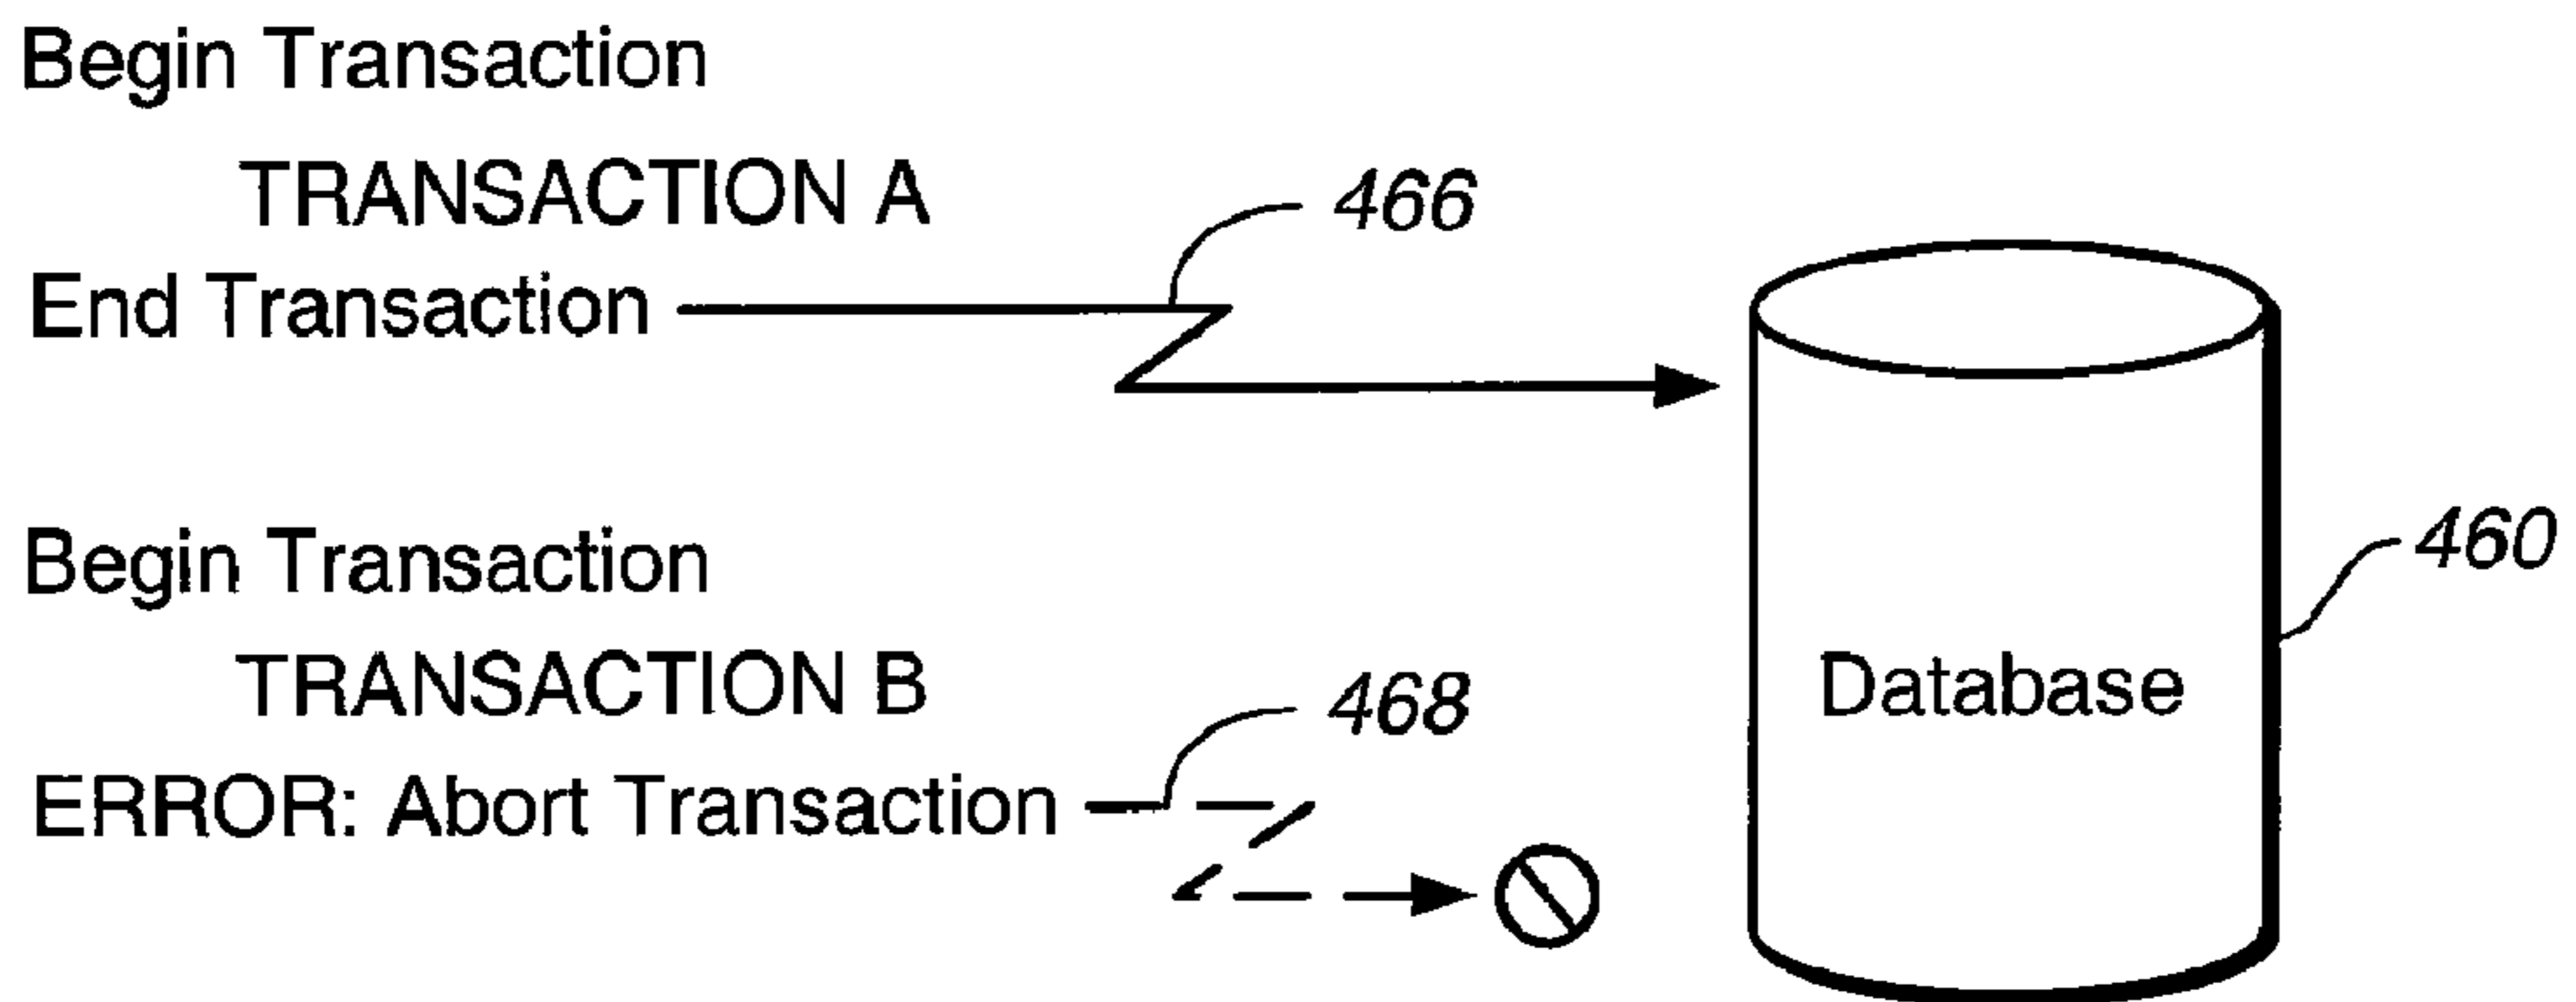 Begin Transaction
TRANSACTION A
466
End Transaction
460
Begin Transaction
TRANSACTION B
468
Database
ERROR: Abort Transaction